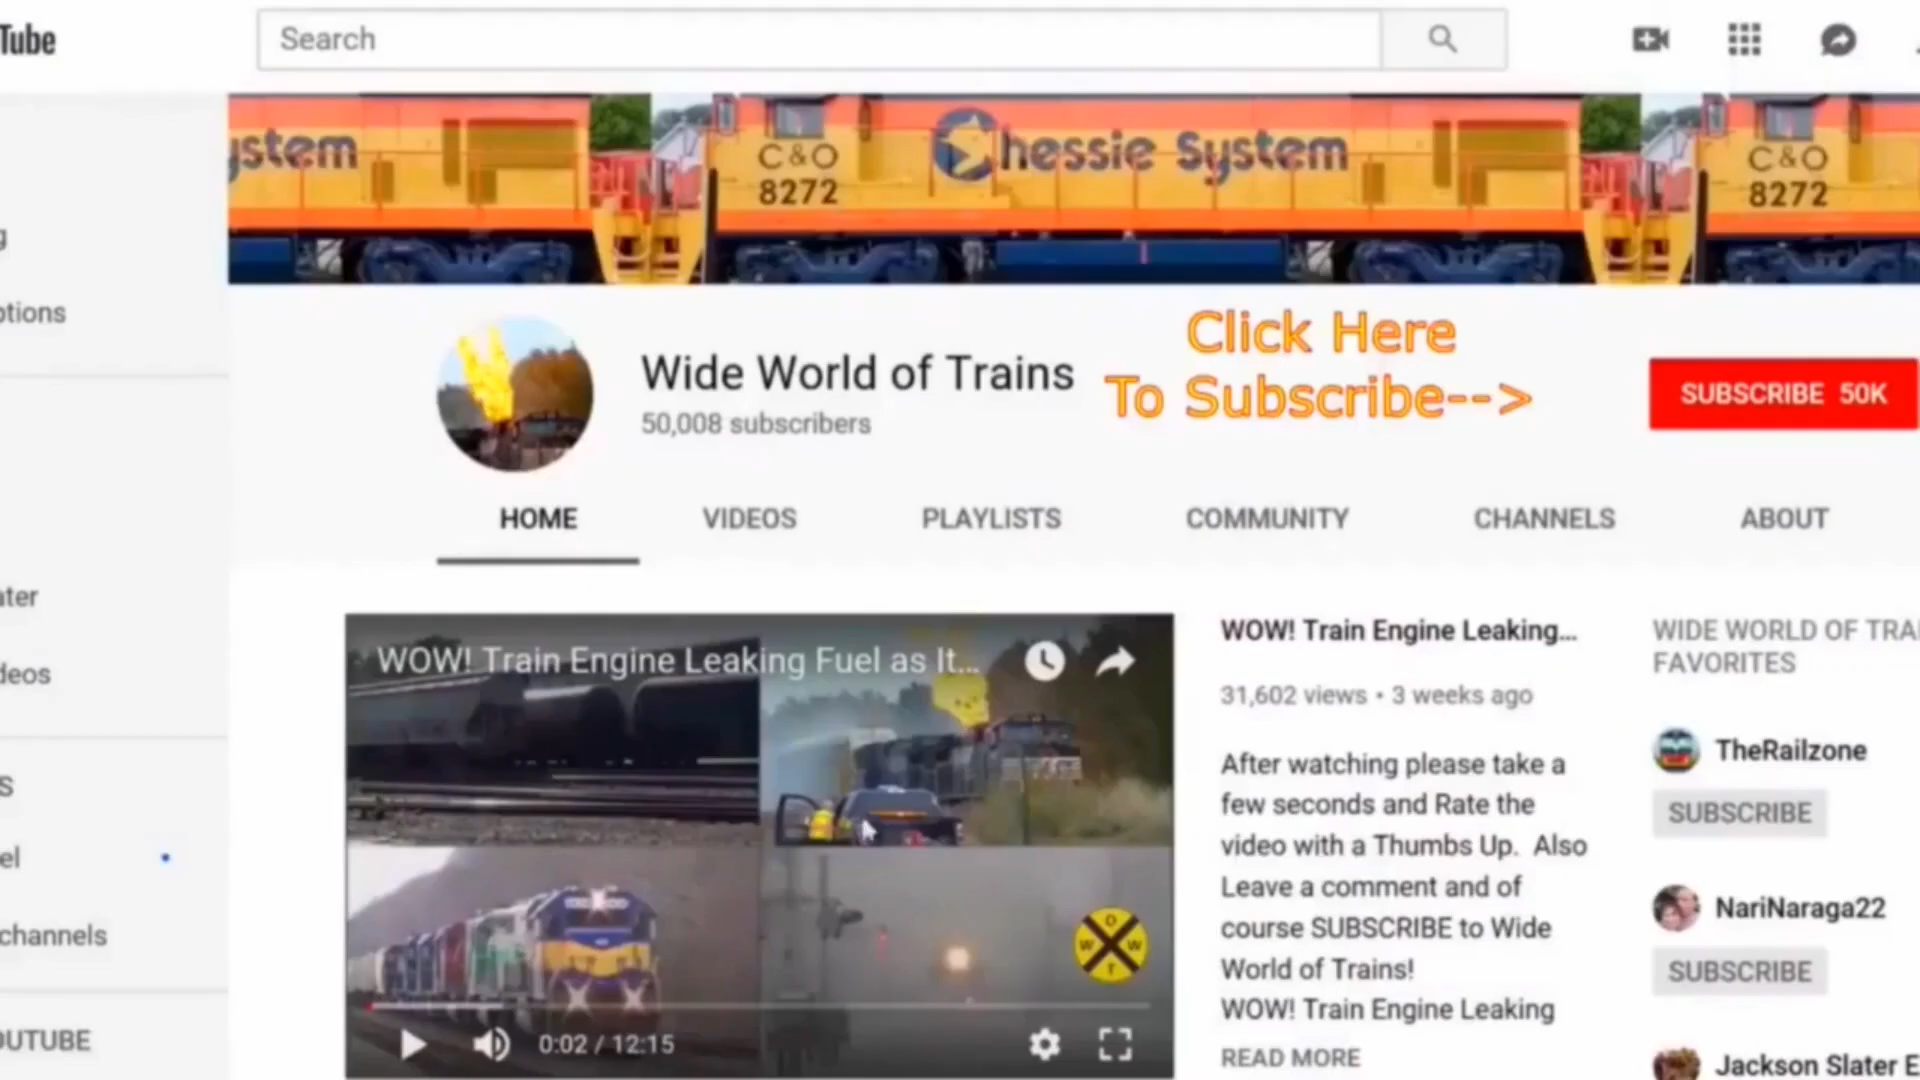 Tube
Search
ystem
C&O
8272
Chessie System
C&O
8272
g
ptions
Click Here
To Subscribe-->
Wide World of Trains
50,008 subscribers
SUBSCRIBE 50K
HOME
VIDEOS
PLAYLISTS
COMMUNITY
CHANNELS
ABOUT
ater
deos
S
el
channels
OUTUBE
WOW! Train Engine Leaking Fuel as It...
W O W T
0:02 / 12:15
WOW! Train Engine Leaking...
31,602 views • 3 weeks ago
After watching please take a
few seconds and Rate the
video with a Thumbs Up. Also
Leave a comment and of
course SUBSCRIBE to Wide
World of Trains!
WOW! Train Engine Leaking
READ MORE
WIDE WORLD OF TRAI
FAVORITES
TheRailzone
SUBSCRIBE
NariNaraga22
SUBSCRIBE
Jackson Slater E